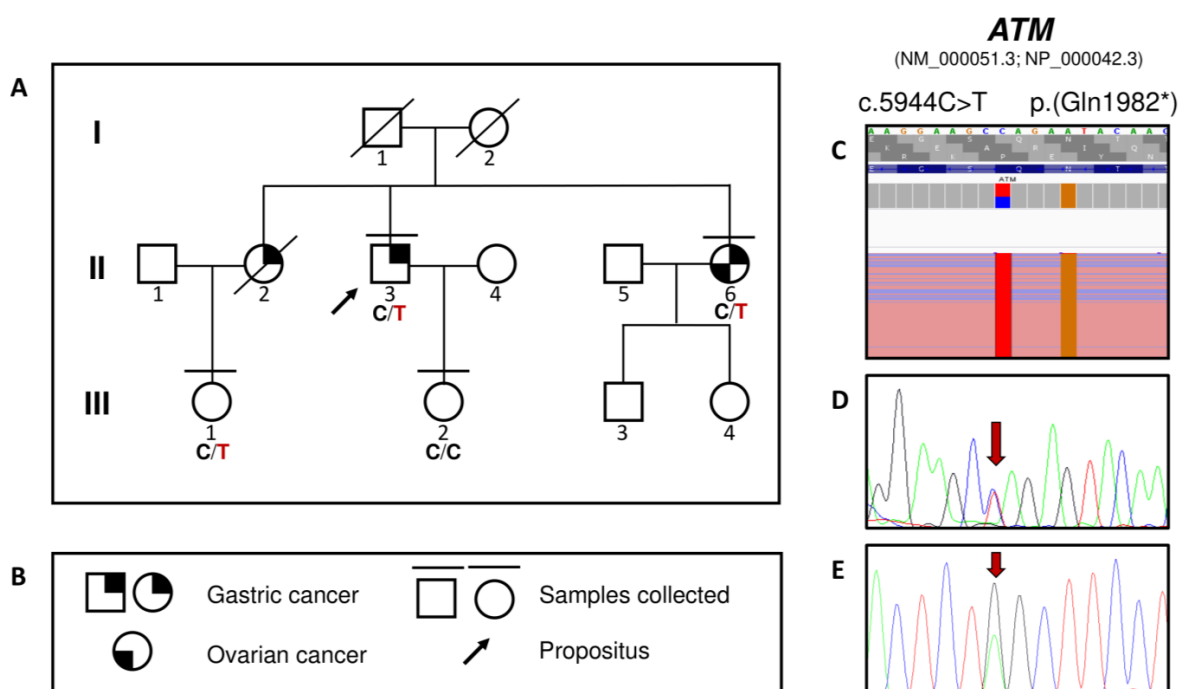 ATM
(NM_000051.3; NP_000042.3)
c.5944C>T p.(Gln1982*)
A
I
1 2
II
1 2 3 4 5 6
C/T C/T
III
1 2 3 4
C/T C/C
B
Gastric cancer
Samples collected
Ovarian cancer
Propositus
C
A A G G A A G C C A G A A T A C A A
K E A R I Q
R K P E Y N
E G S Q N T
ATM
D
E